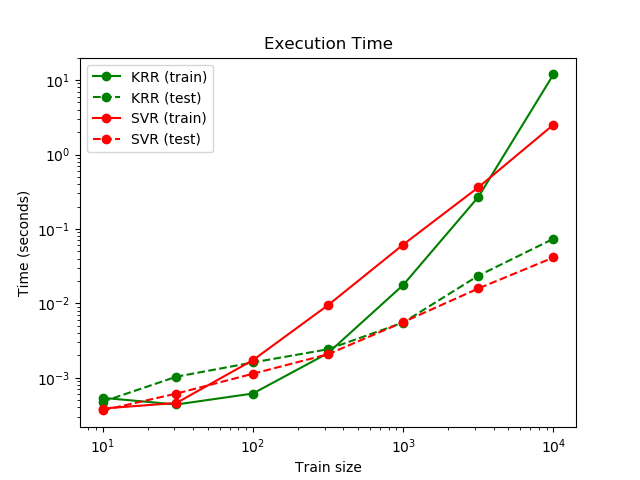 Execution Time
KRR (train)
KRR (test)
SVR (train)
SVR (test)
10¹
10⁰
10⁻¹
10⁻²
10⁻³
Time (seconds)
10¹ 10² 10³ 10⁴
Train size